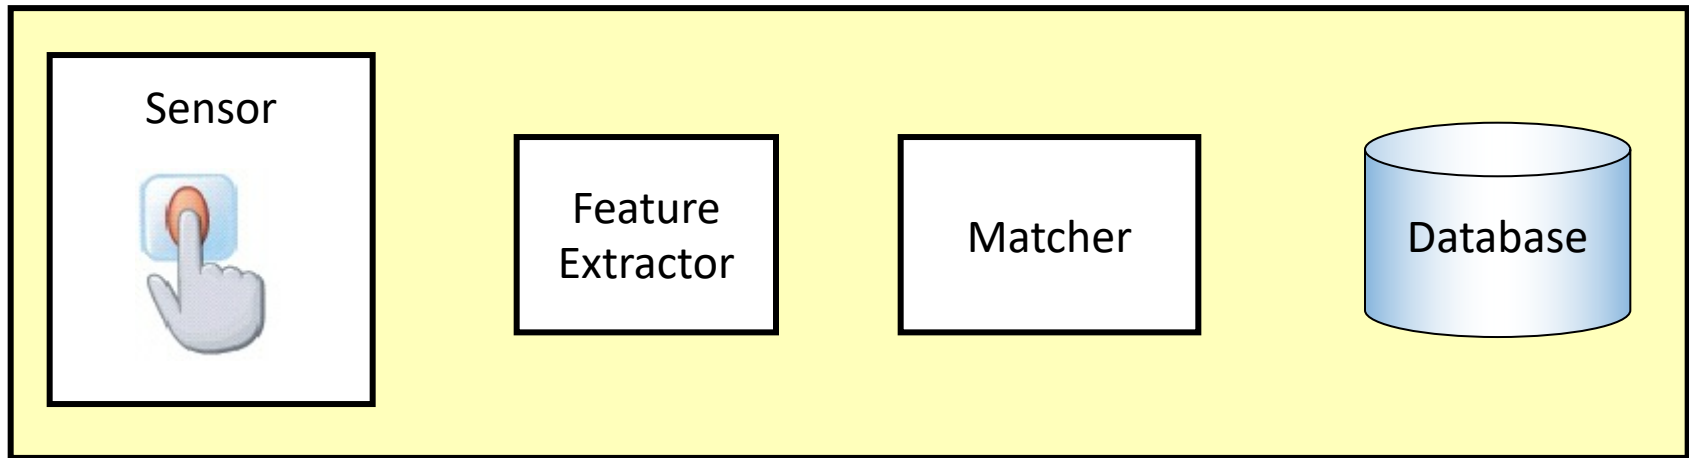 Sensor
Feature
Extractor
Matcher
Database